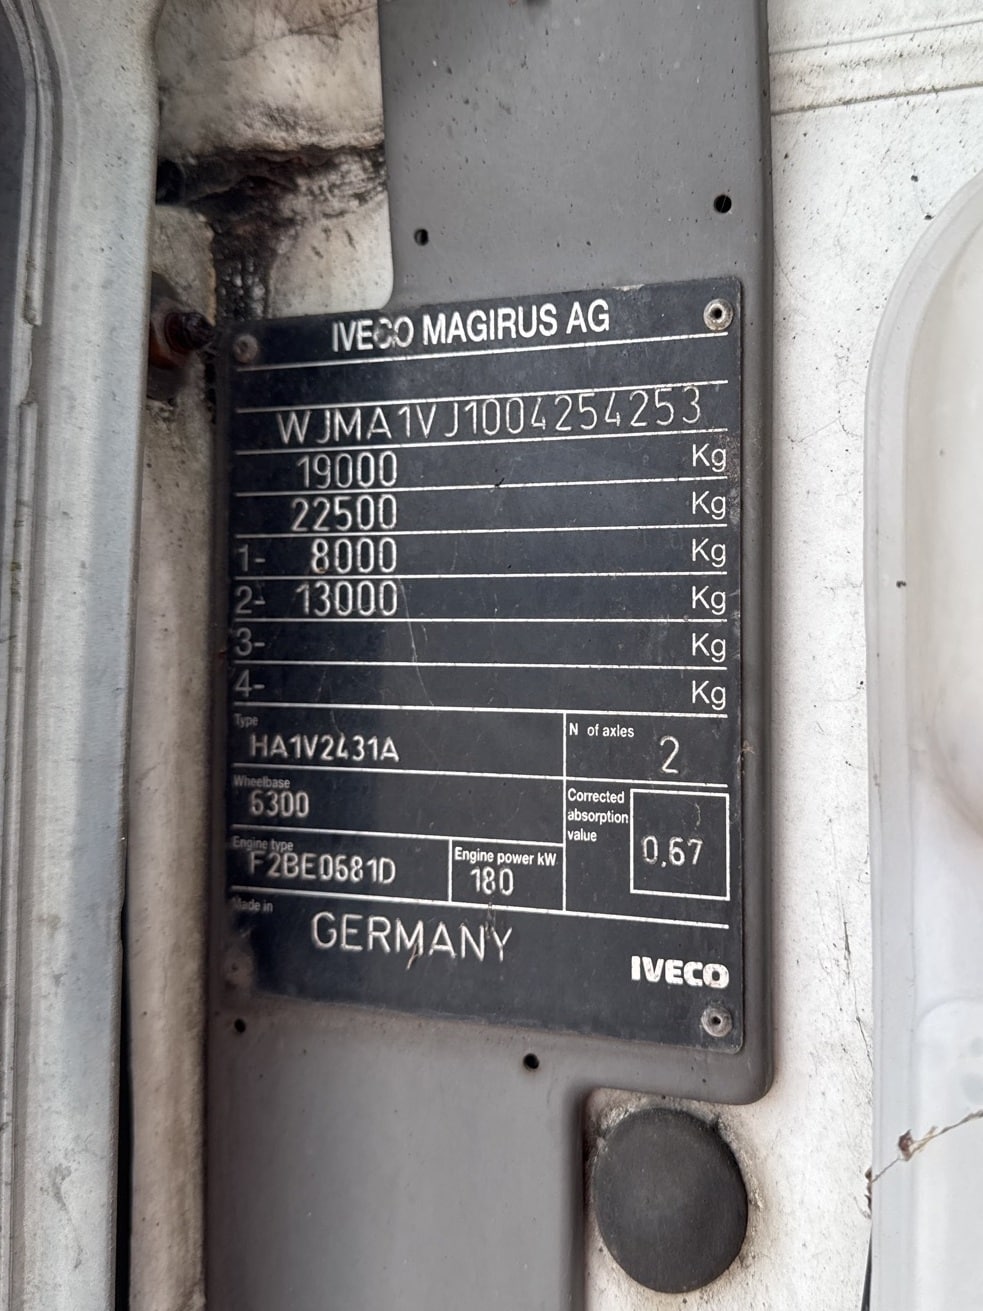 IVECO MAGIRUS AG
WJMA1VJ1004254253
19000 Kg
22500 Kg
1- 8000 Kg
2- 13000 Kg
3- Kg
4- Kg
Type
HA1V2431A
N of axles
2
Wheelbase
6300
Corrected
absorption
value
0,67
Engine type
F2BE0681D
Engine power kW
180
Made in
GERMANY
IVECO